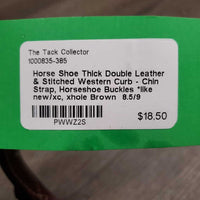 The Tack Collector
1000835-385
Horse Shoe Thick Double Leather
& Stitched Western Curb - Chin
Strap, Horseshoe Buckles *like
new/xc, xhole Brown 8.5/9
$18.50
PWWZ2S